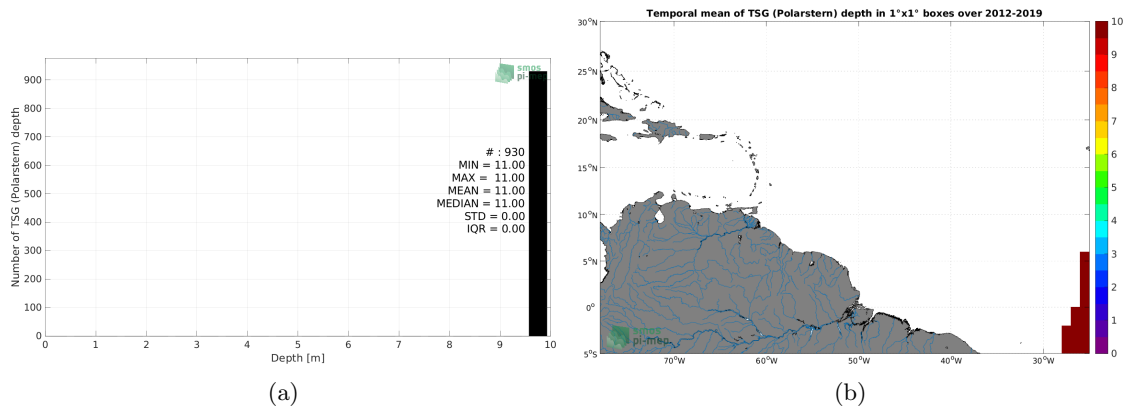 smos
pi-mep
Number of TSG (Polarstern) depth
900
800
700
600
500
400
300
200
100
0
# : 930
MIN = 11.00
MAX = 11.00
MEAN = 11.00
MEDIAN = 11.00
STD = 0.00
IQR = 0.00
0 1 2 3 4 5 6 7 8 9 10
Depth [m]
(a)
Temporal mean of TSG (Polarstern) depth in 1°x1° boxes over 2012-2019
30°N
25°N
20°N
15°N
10°N
5°N
0°
5°S
70°W 60°W 50°W 40°W 30°W
smos
pi-mep
10
9
8
7
6
5
4
3
2
1
0
(b)